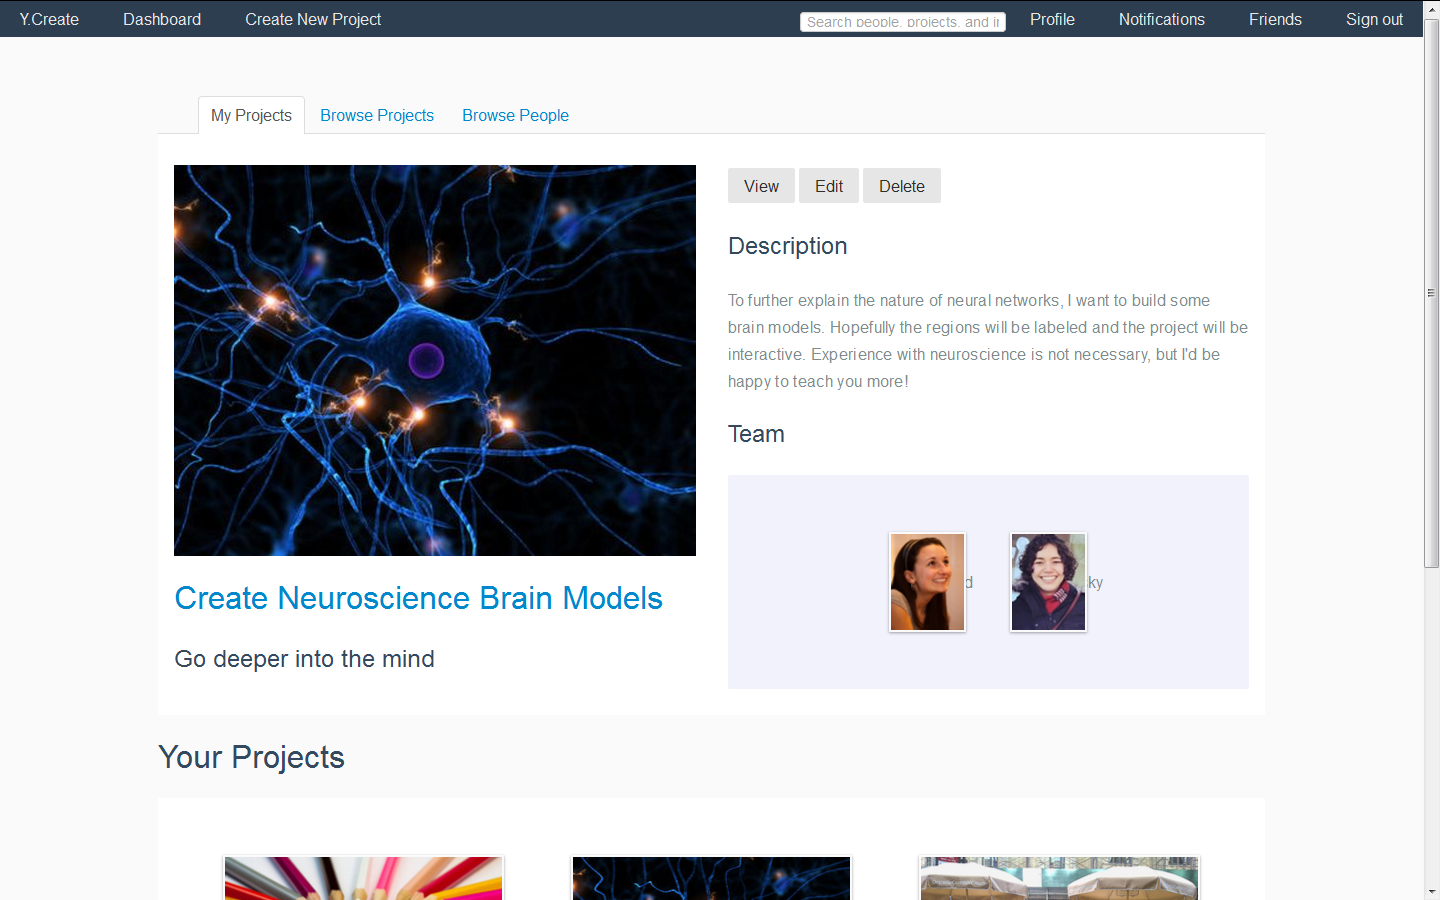 Y.Create Dashboard Create New Project Search people, projects, and Profile Notifications Friends Sign out
My Projects Browse Projects Browse People
View Edit Delete
Description
To further explain the nature of neural networks, I want to build some
brain models. Hopefully the regions will be labeled and the project will be
interactive. Experience with neuroscience is not necessary, but I'd be
happy to teach you more!
Team
Create Neuroscience Brain Models
Go deeper into the mind
Your Projects